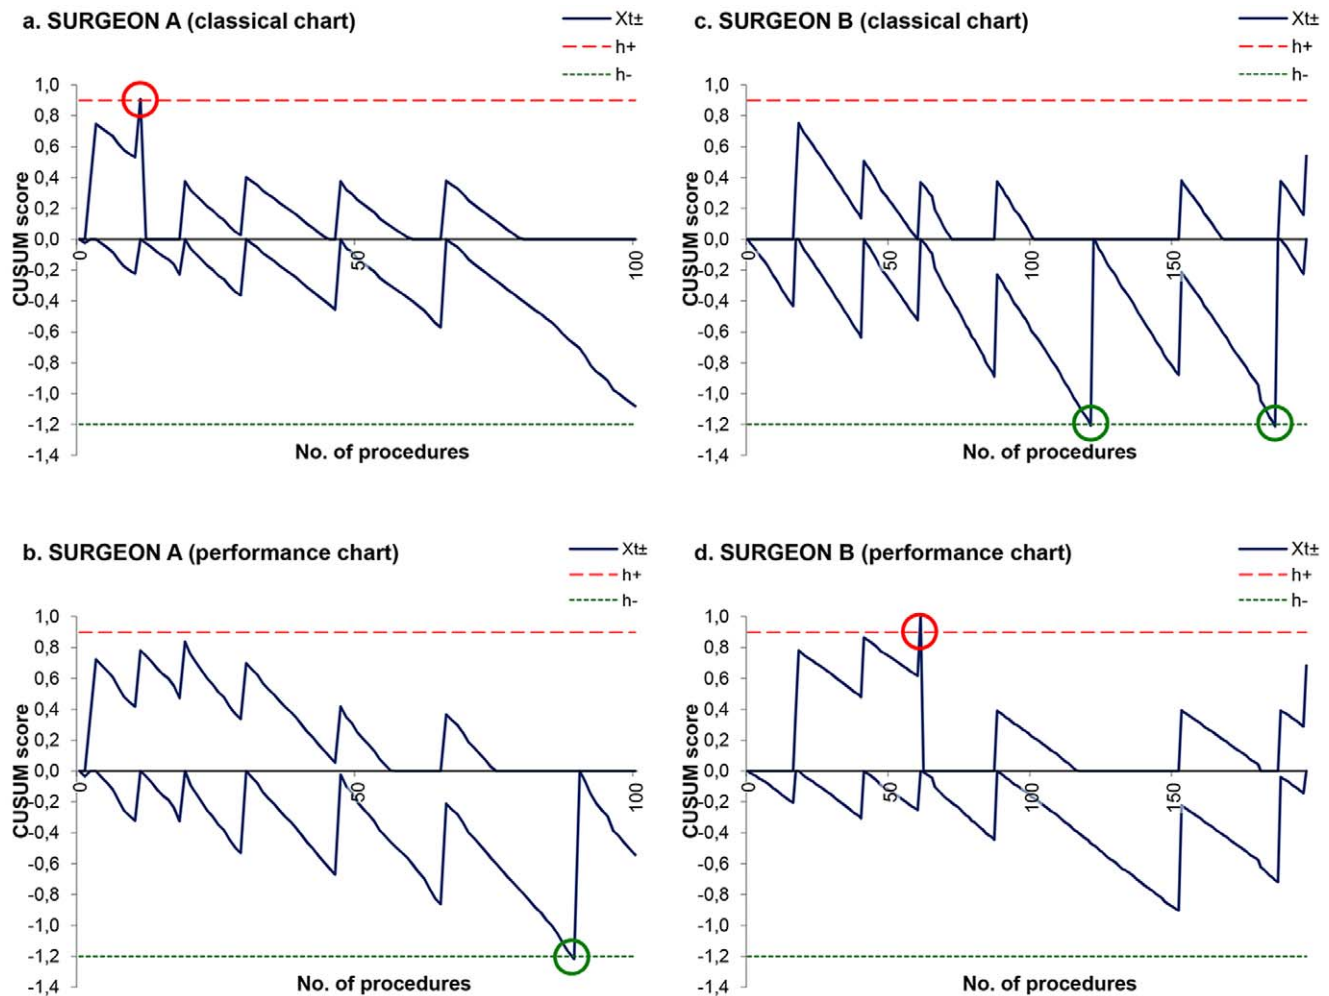 a. SURGEON A (classical chart)
Xt±
h+
h-
1,0
0,8
0,6
0,4
0,2
0,0
-0,2
-0,4
-0,6
-0,8
-1,0
-1,2
-1,4
CUSUM score
0
50
100
No. of procedures
c. SURGEON B (classical chart)
Xt±
h+
h-
1,0
0,8
0,6
0,4
0,2
0,0
-0,2
-0,4
-0,6
-0,8
-1,0
-1,2
-1,4
CUSUM score
0
50
100
150
No. of procedures
b. SURGEON A (performance chart)
Xt±
h+
h-
1,0
0,8
0,6
0,4
0,2
0,0
-0,2
-0,4
-0,6
-0,8
-1,0
-1,2
-1,4
CUSUM score
0
50
100
No. of procedures
d. SURGEON B (performance chart)
Xt±
h+
h-
1,0
0,8
0,6
0,4
0,2
0,0
-0,2
-0,4
-0,6
-0,8
-1,0
-1,2
-1,4
CUSUM score
0
50
100
150
No. of procedures